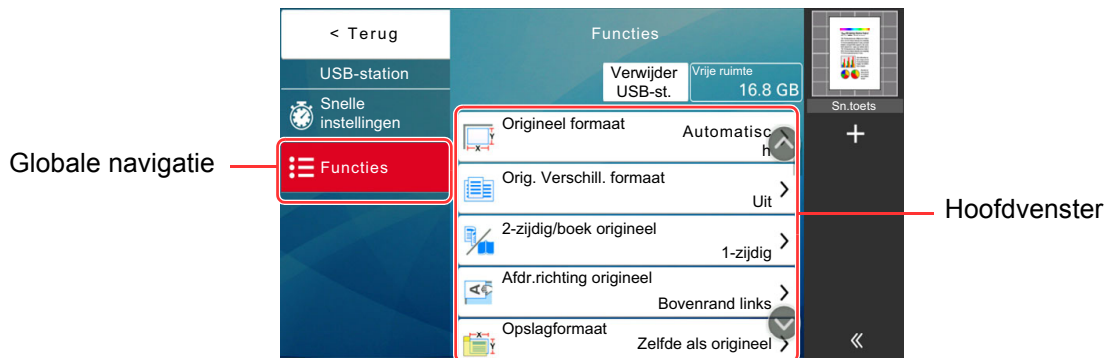 < Terug
Functies
USB-station
Verwijder
USB-st.
Vrije ruimte
16.8 GB
Sn.toets
Snelle
instellingen
Functies
Globale navigatie
Origineel formaat
Automatisc
h
Orig. Verschill. formaat
Uit
2-zijdig/boek origineel
1-zijdig
Afdr.richting origineel
Bovenrand links
Opslagformaat
Zelfde als origineel
Hoofdvenster